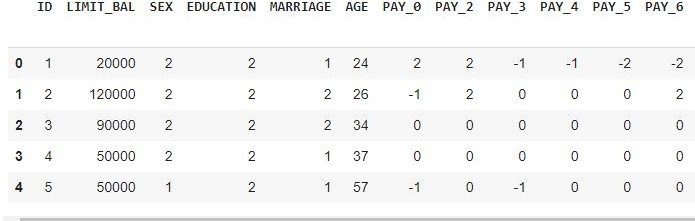 ID LIMIT_BAL SEX EDUCATION MARRIAGE AGE PAY_0 PAY_2 PAY_3 PAY_4 PAY_5 PAY_6
0 1 20000 2 2 1 24 2 2 -1 -1 -2 -2
1 2 120000 2 2 2 26 -1 2 0 0 0 2
2 3 90000 2 2 2 34 0 0 0 0 0 0
3 4 50000 2 2 1 37 0 0 0 0 0 0
4 5 50000 1 2 1 57 -1 0 -1 0 0 0